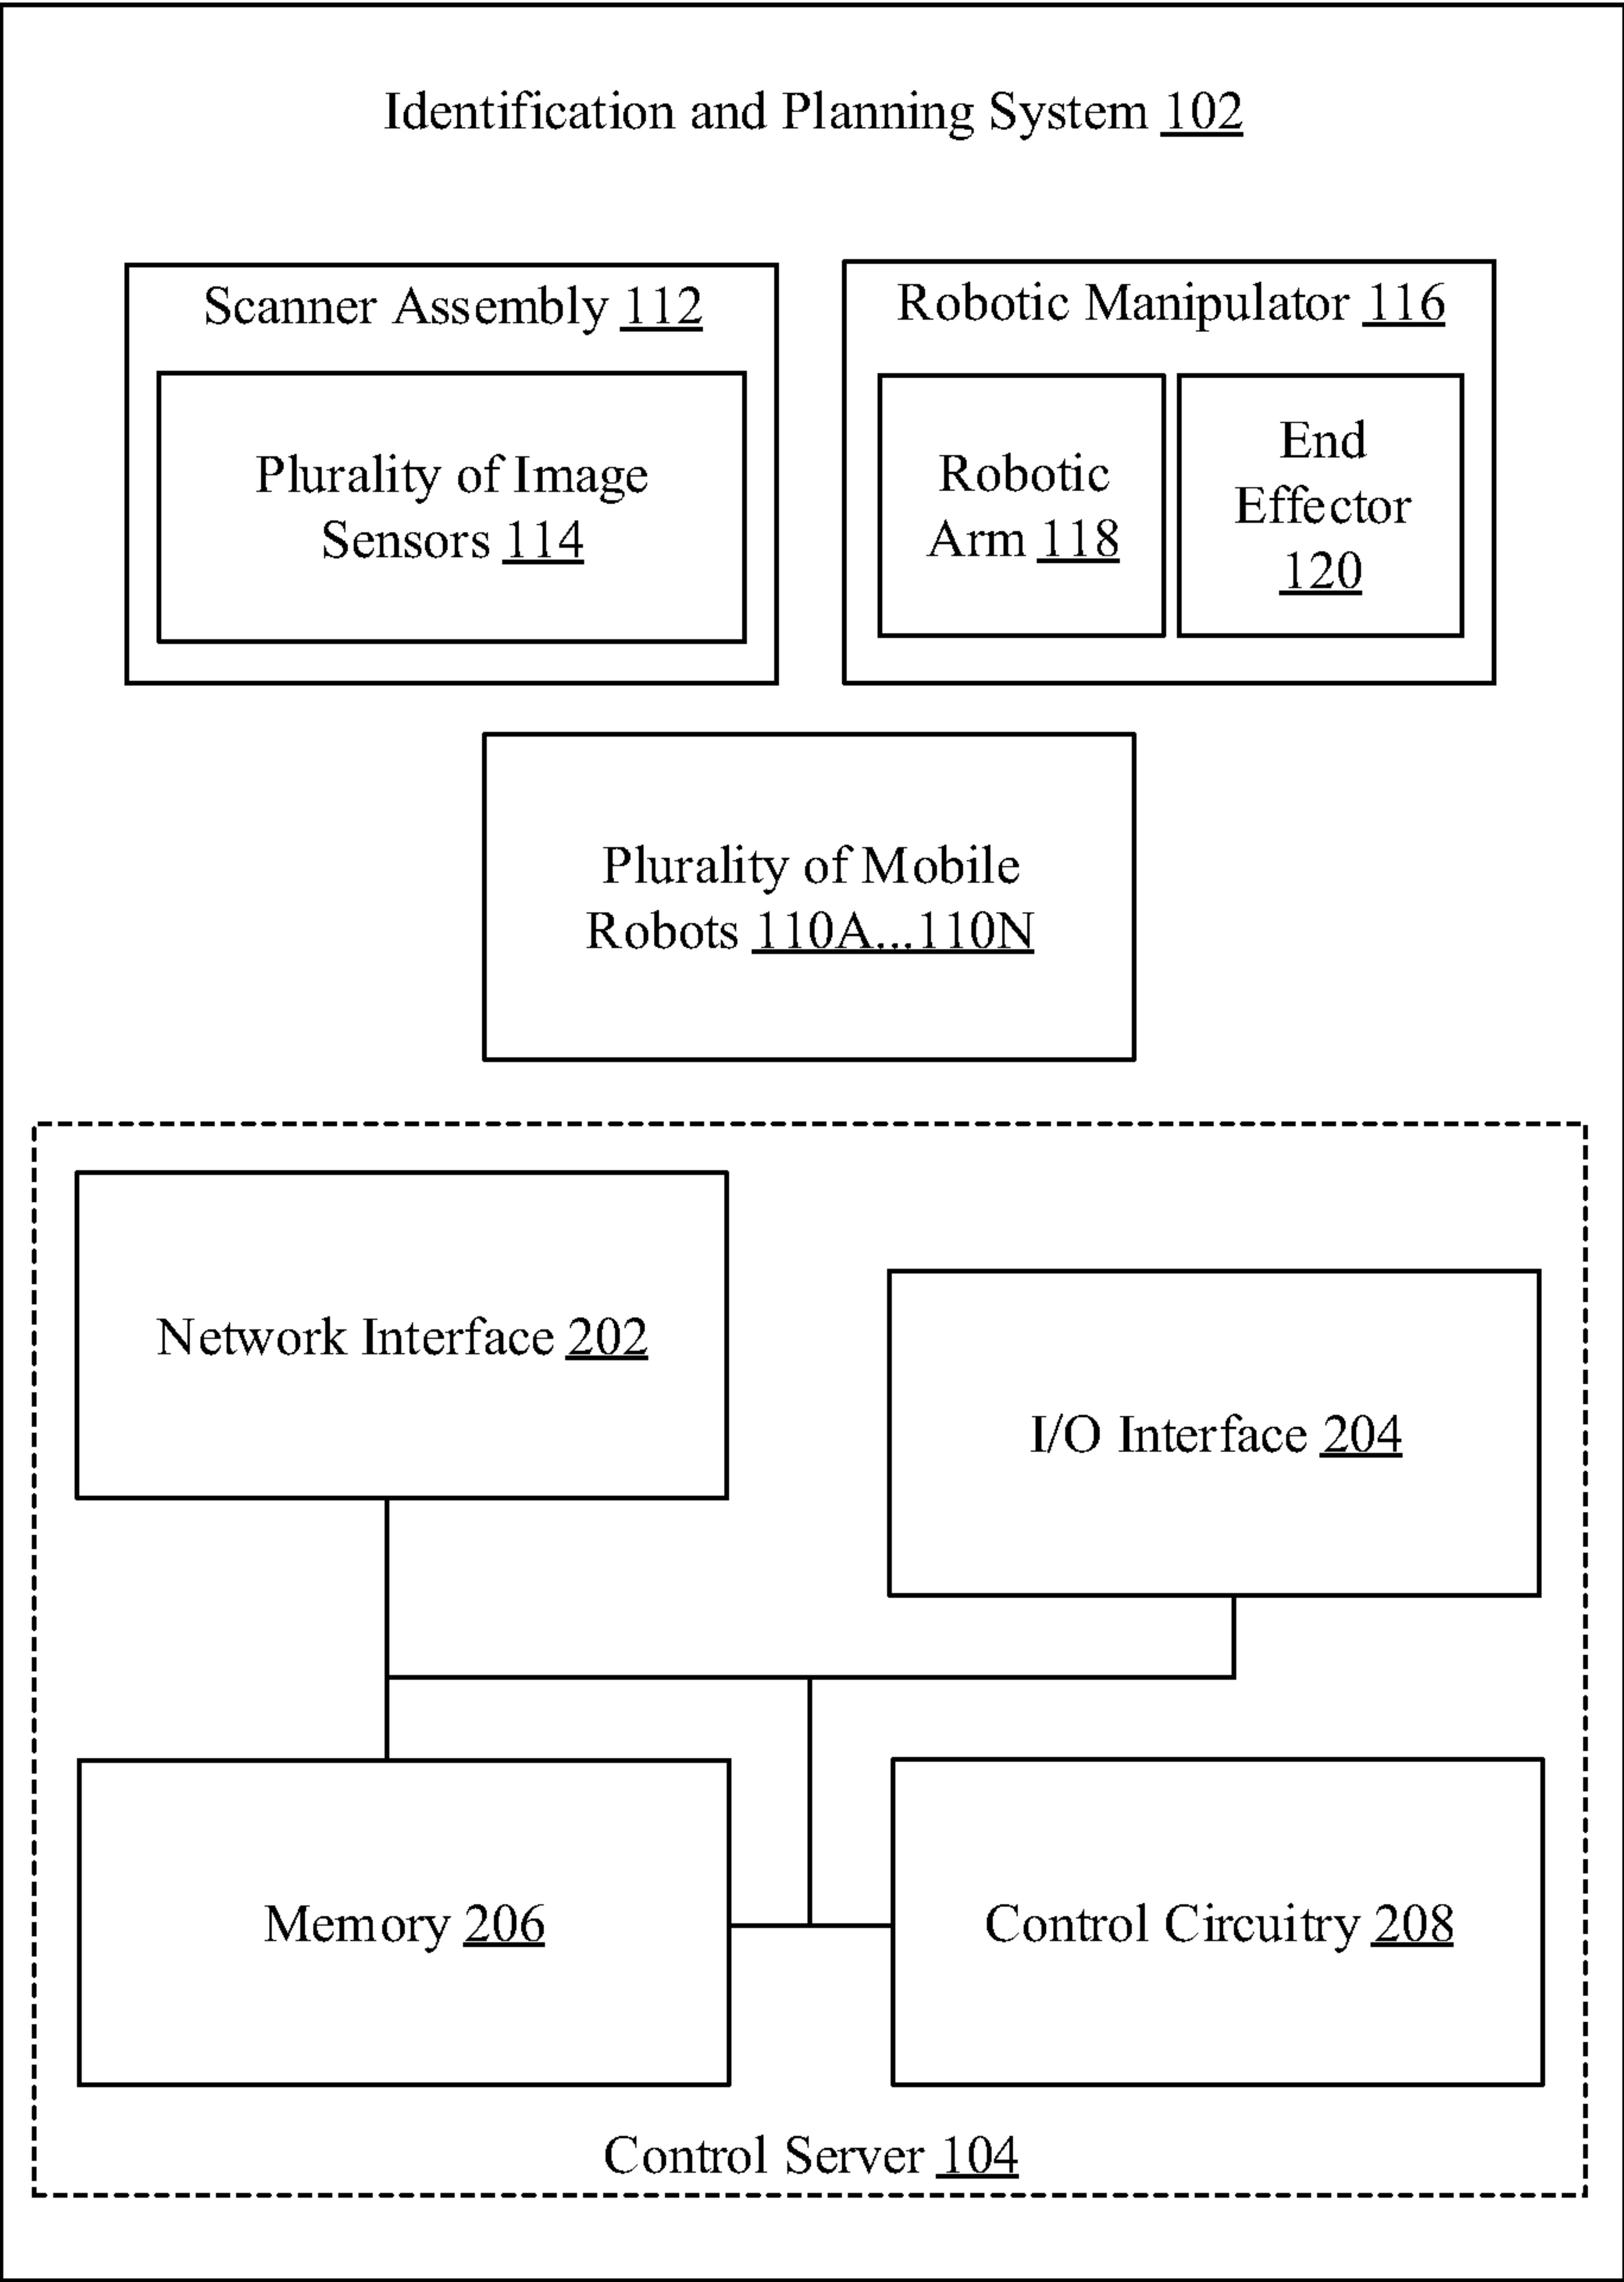 Identification and Planning System 102
Scanner Assembly 112
Plurality of Image
Sensors 114
Robotic Manipulator 116
Robotic
Arm 118
End
Effector
120
Plurality of Mobile
Robots 110A...110N
Network Interface 202
I/O Interface 204
Memory 206
Control Circuitry 208
Control Server 104